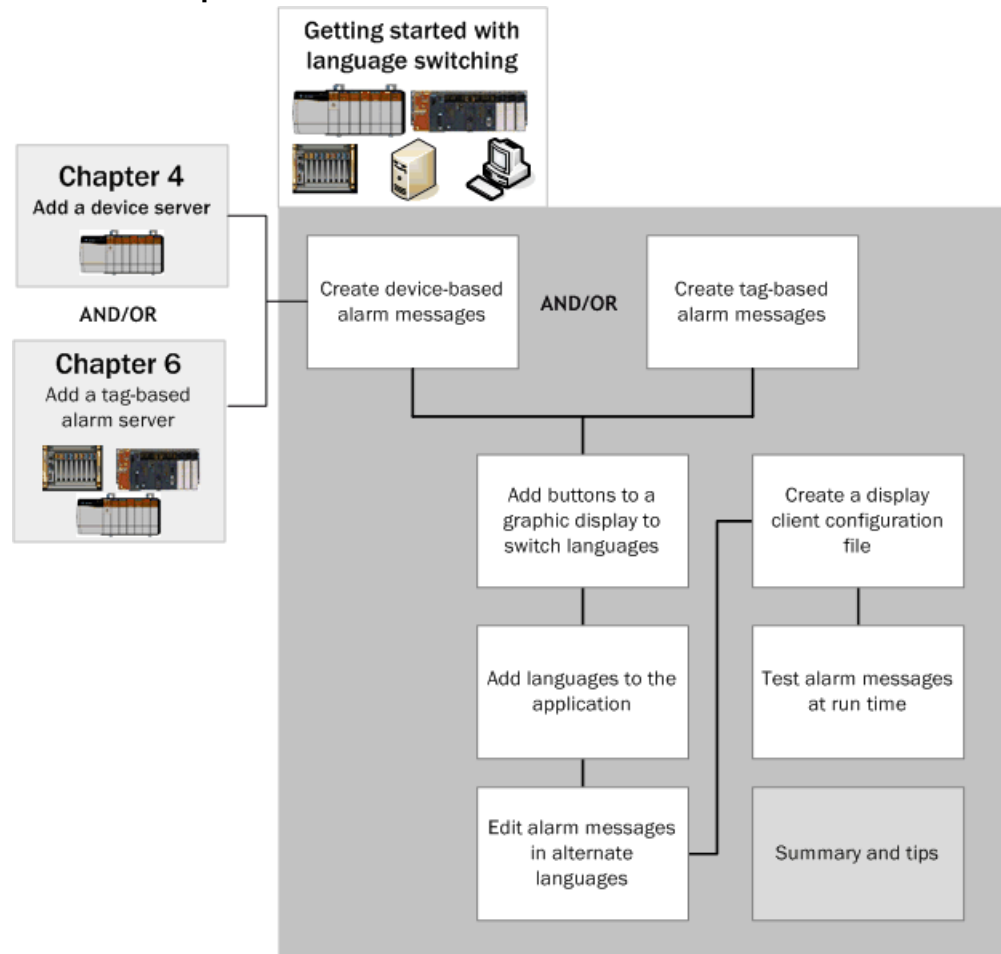 Getting started with
language switching
Chapter 4
Add a device server
AND/OR
Chapter 6
Add a tag-based
alarm server
Create device-based
alarm messages
AND/OR
Create tag-based
alarm messages
Add buttons to a
graphic display to
switch languages
Create a display
client configuration
file
Add languages to the
application
Test alarm messages
at run time
Edit alarm messages
in alternate
languages
Summary and tips